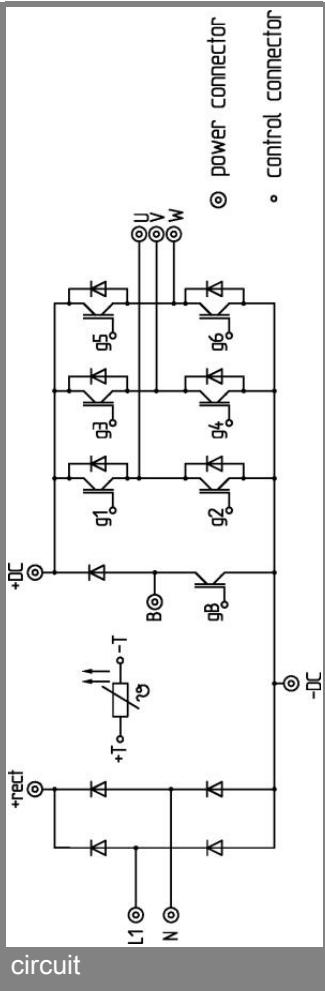 power connector
control connector
U
V
W
g5
g6
g3
g4
g1
g2
+DC
B
gB
-T
ϑ
+T
-DC
+rect
L1
N
circuit